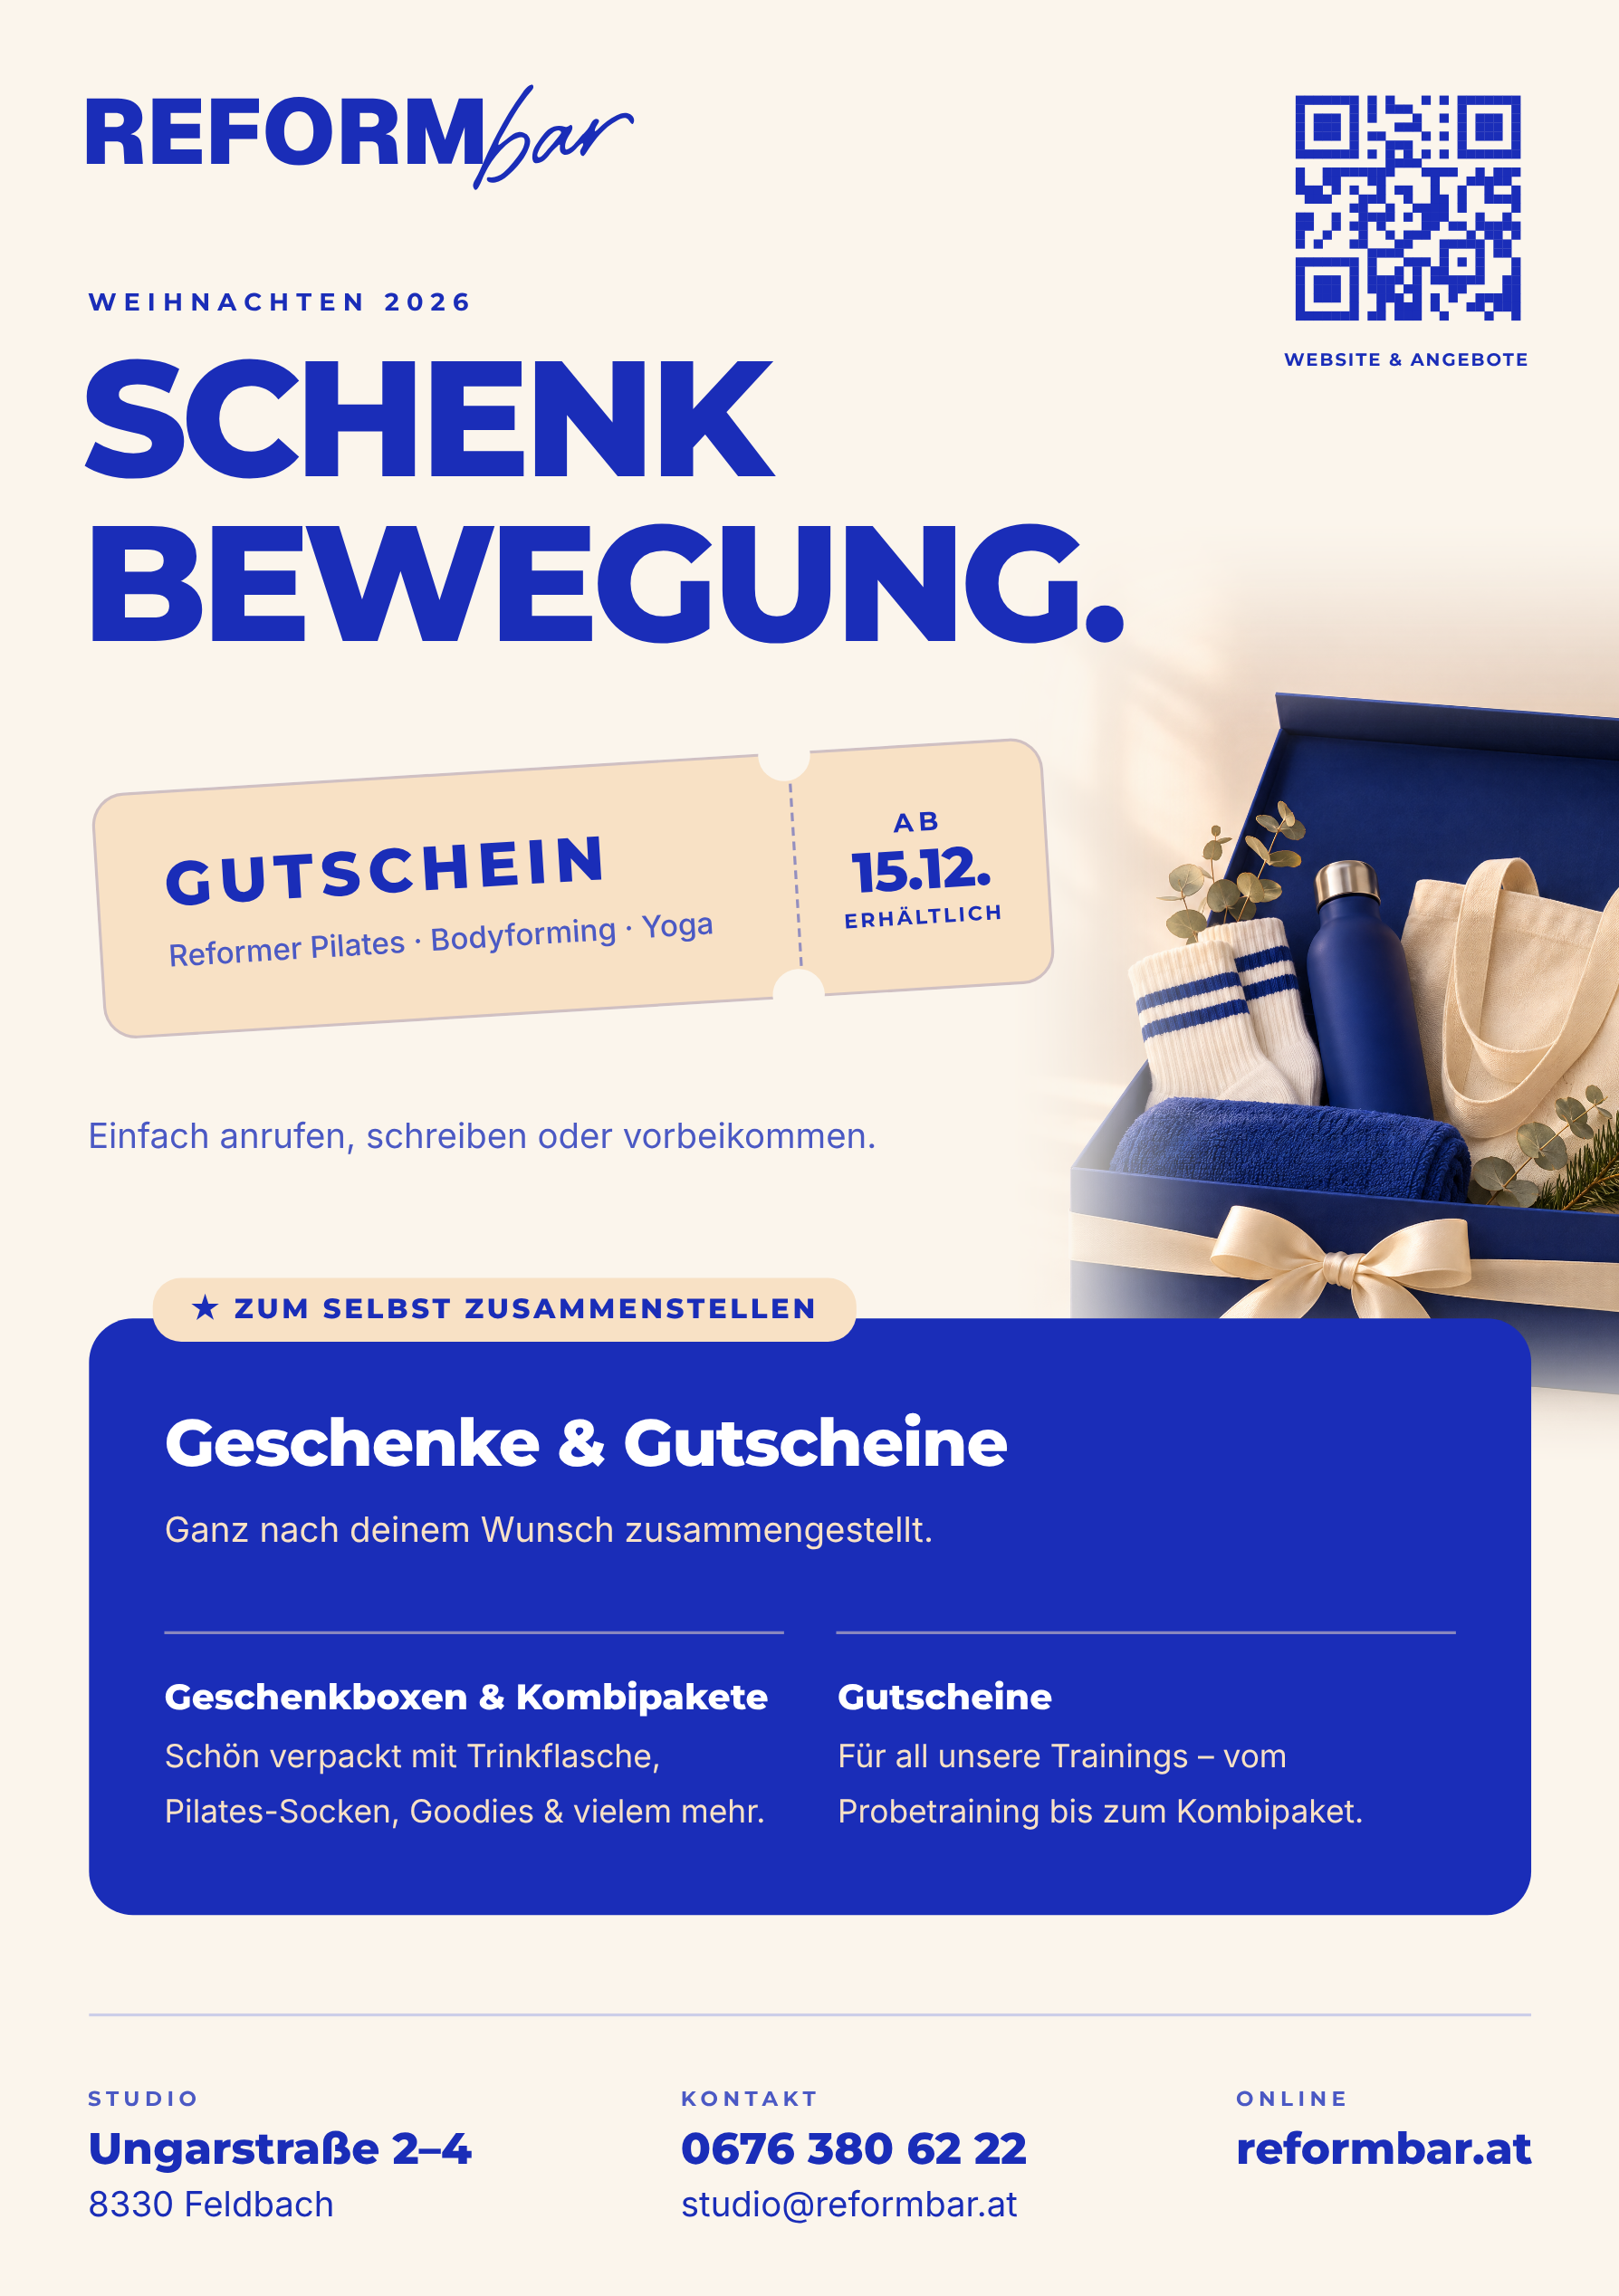 REFORMbar
WEBSITE & ANGEBOTE
WEIHNACHTEN 2026
SCHENK
BEWEGUNG.
GUTSCHEIN
Reformer Pilates · Bodyforming · Yoga
AB
15.12.
ERHÄLTLICH
Einfach anrufen, schreiben oder vorbeikommen.
★ ZUM SELBST ZUSAMMENSTELLEN
Geschenke & Gutscheine
Ganz nach deinem Wunsch zusammengestellt.
Geschenkboxen & Kombipakete
Schön verpackt mit Trinkflasche,
Pilates-Socken, Goodies & vielem mehr.
Gutscheine
Für all unsere Trainings – vom
Probetraining bis zum Kombipaket.
STUDIO
Ungarstraße 2–4
8330 Feldbach
KONTAKT
0676 380 62 22
studio@reformbar.at
ONLINE
reformbar.at